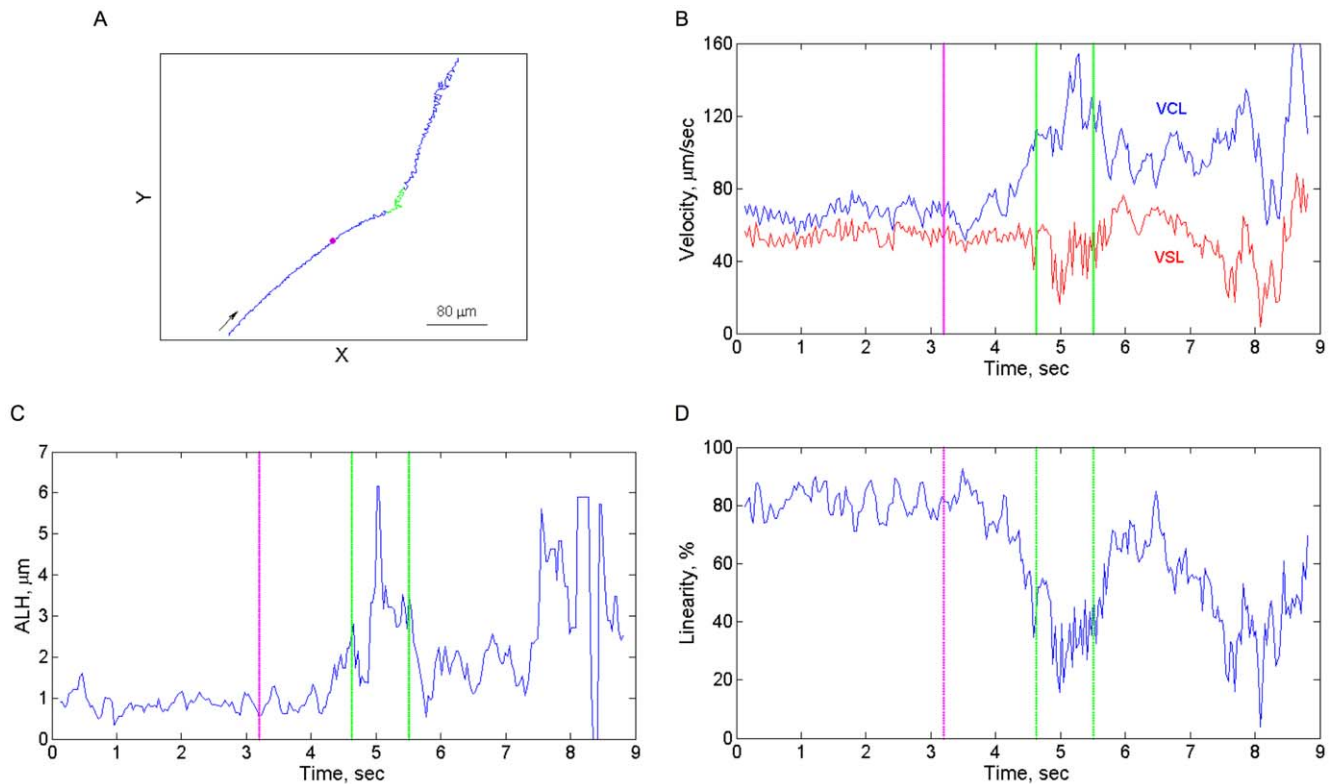 A
Y
80 μm
X
B
160
120
80
40
0
Velocity, μm/sec
VCL
VSL
0 1 2 3 4 5 6 7 8 9
Time, sec
C
7
6
5
4
3
2
1
0
ALH, μm
0 1 2 3 4 5 6 7 8 9
Time, sec
D
100
80
60
40
20
0
Linearity, %
0 1 2 3 4 5 6 7 8 9
Time, sec